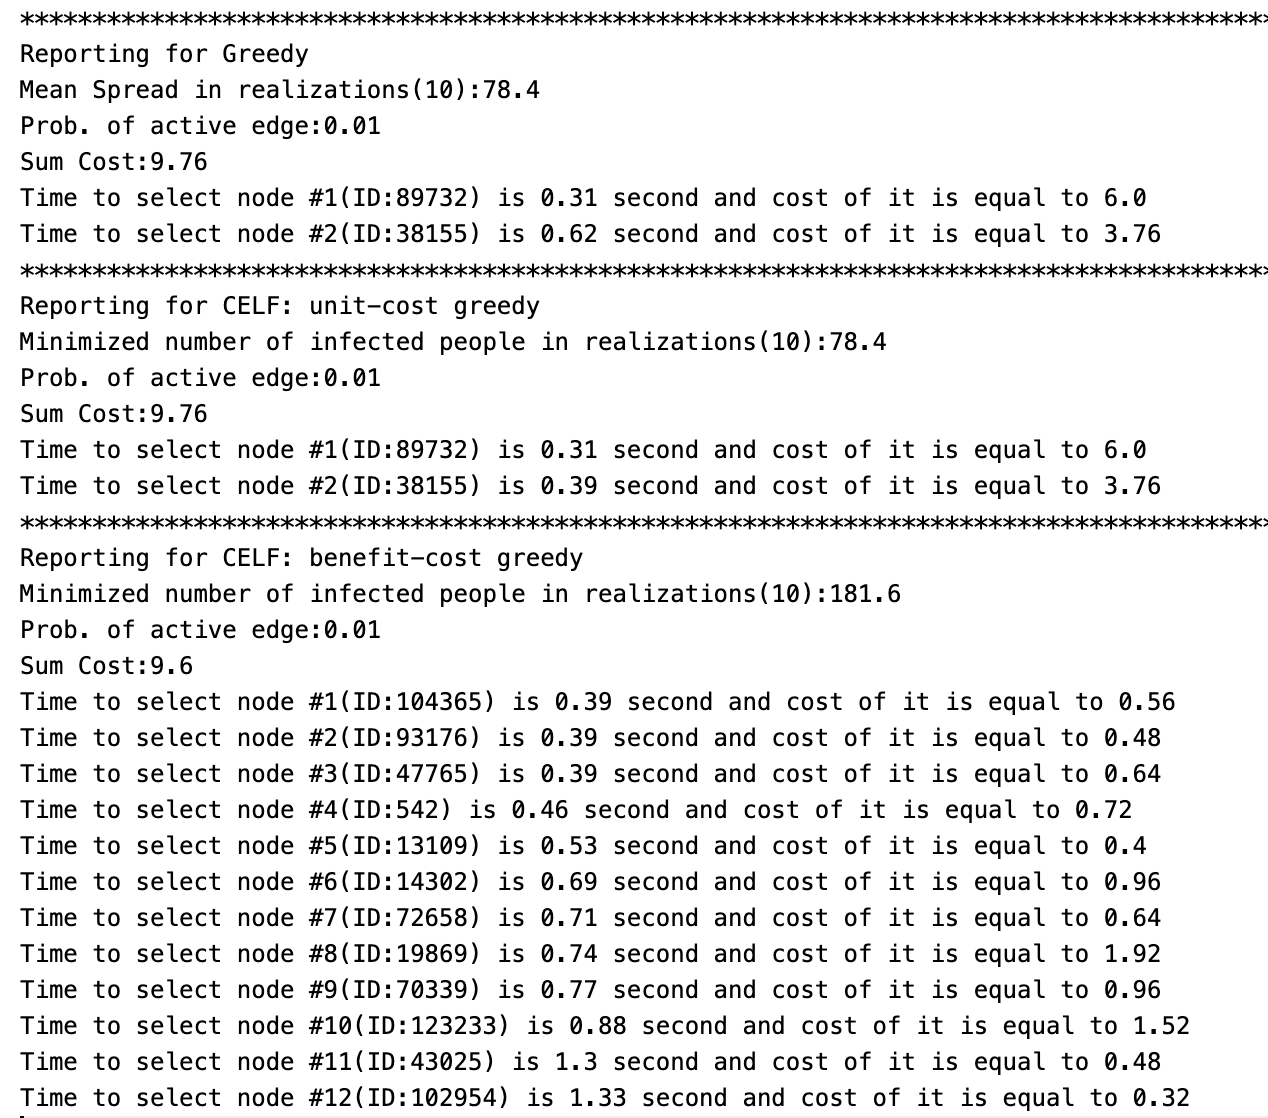 ****************************************************************************************
Reporting for Greedy
Mean Spread in realizations(10):78.4
Prob. of active edge:0.01
Sum Cost:9.76
Time to select node #1(ID:89732) is 0.31 second and cost of it is equal to 6.0
Time to select node #2(ID:38155) is 0.62 second and cost of it is equal to 3.76
****************************************************************************************
Reporting for CELF: unit-cost greedy
Minimized number of infected people in realizations(10):78.4
Prob. of active edge:0.01
Sum Cost:9.76
Time to select node #1(ID:89732) is 0.31 second and cost of it is equal to 6.0
Time to select node #2(ID:38155) is 0.39 second and cost of it is equal to 3.76
****************************************************************************************
Reporting for CELF: benefit-cost greedy
Minimized number of infected people in realizations(10):181.6
Prob. of active edge:0.01
Sum Cost:9.6
Time to select node #1(ID:104365) is 0.39 second and cost of it is equal to 0.56
Time to select node #2(ID:93176) is 0.39 second and cost of it is equal to 0.48
Time to select node #3(ID:47765) is 0.39 second and cost of it is equal to 0.64
Time to select node #4(ID:542) is 0.46 second and cost of it is equal to 0.72
Time to select node #5(ID:13109) is 0.53 second and cost of it is equal to 0.4
Time to select node #6(ID:14302) is 0.69 second and cost of it is equal to 0.96
Time to select node #7(ID:72658) is 0.71 second and cost of it is equal to 0.64
Time to select node #8(ID:19869) is 0.74 second and cost of it is equal to 1.92
Time to select node #9(ID:70339) is 0.77 second and cost of it is equal to 0.96
Time to select node #10(ID:123233) is 0.88 second and cost of it is equal to 1.52
Time to select node #11(ID:43025) is 1.3 second and cost of it is equal to 0.48
Time to select node #12(ID:102954) is 1.33 second and cost of it is equal to 0.32